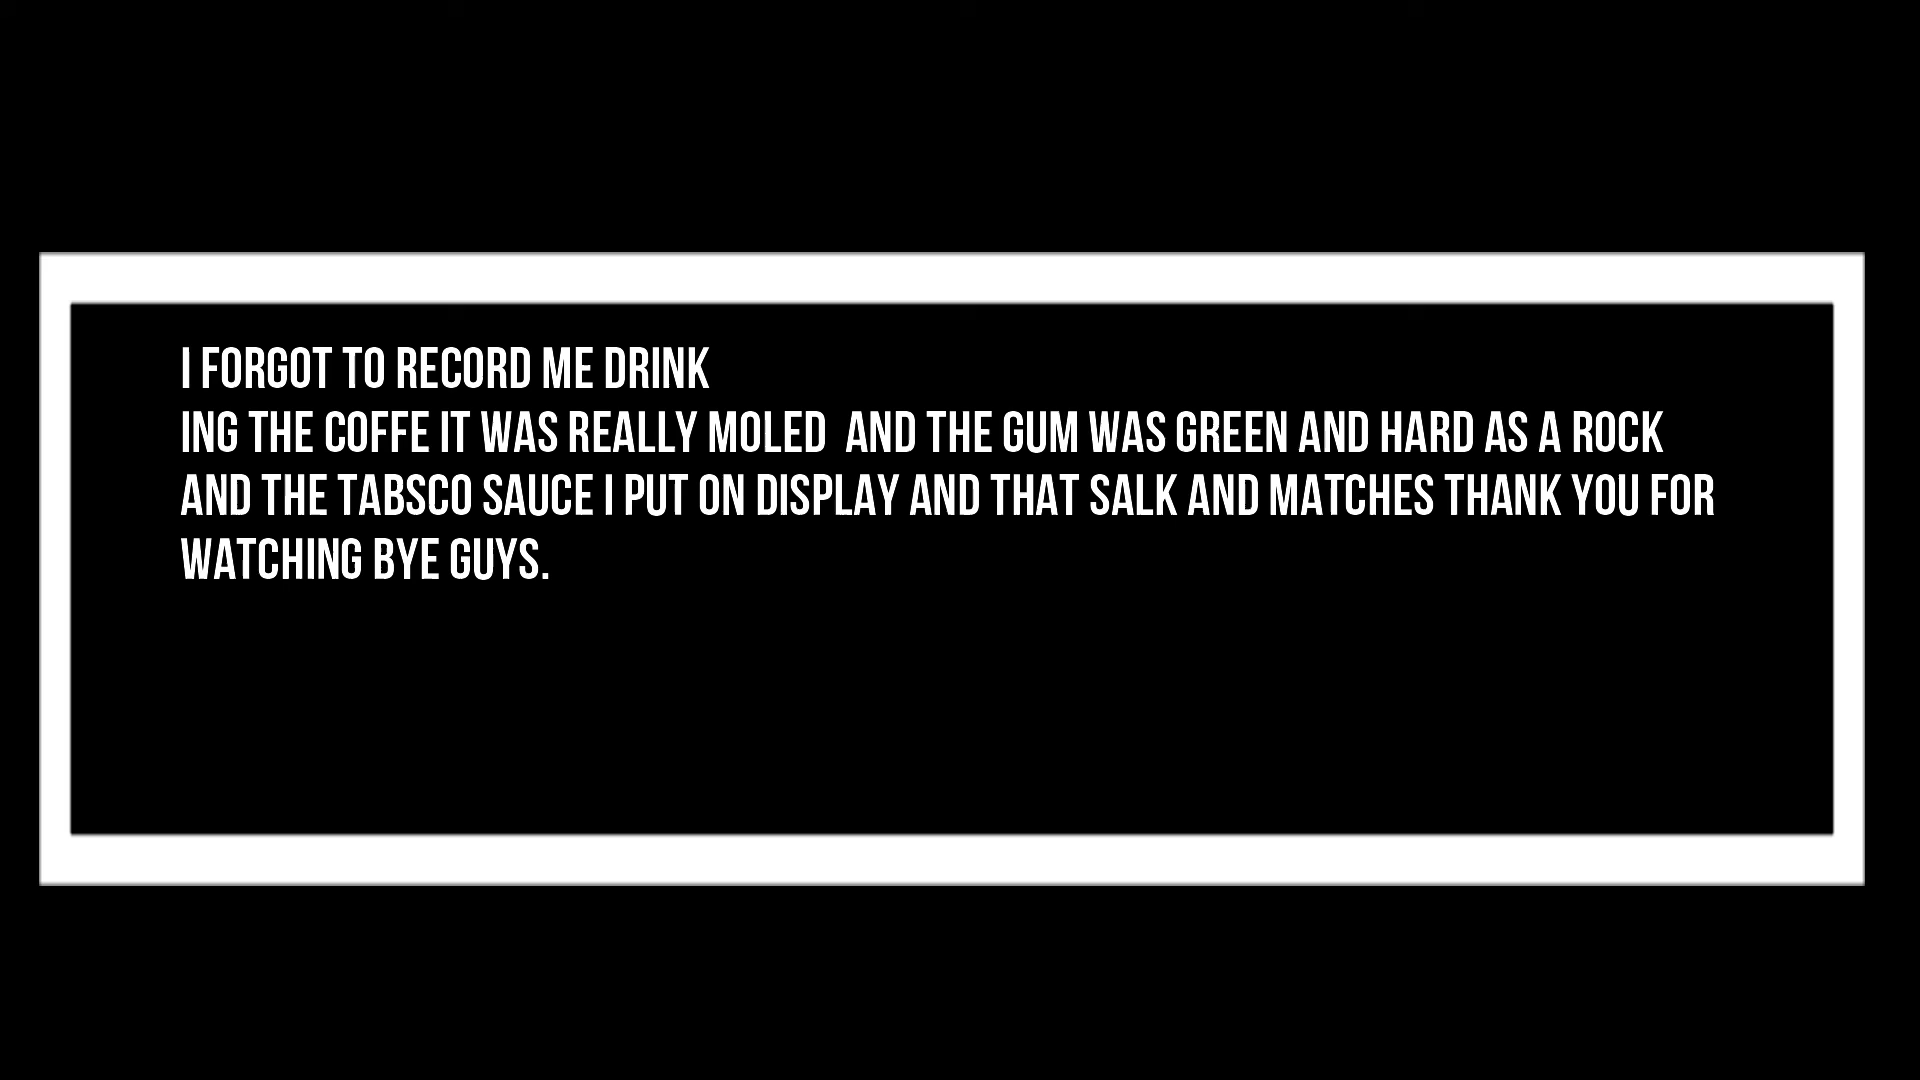 I FORGOT TO RECORD ME DRINK
ING THE COFFE IT WAS REALLY MOLED  AND THE GUM WAS GREEN AND HARD AS A ROCK
AND THE TABSCO SAUCE I PUT ON DISPLAY AND THAT SALK AND MATCHES THANK YOU FOR
WATCHING BYE GUYS.